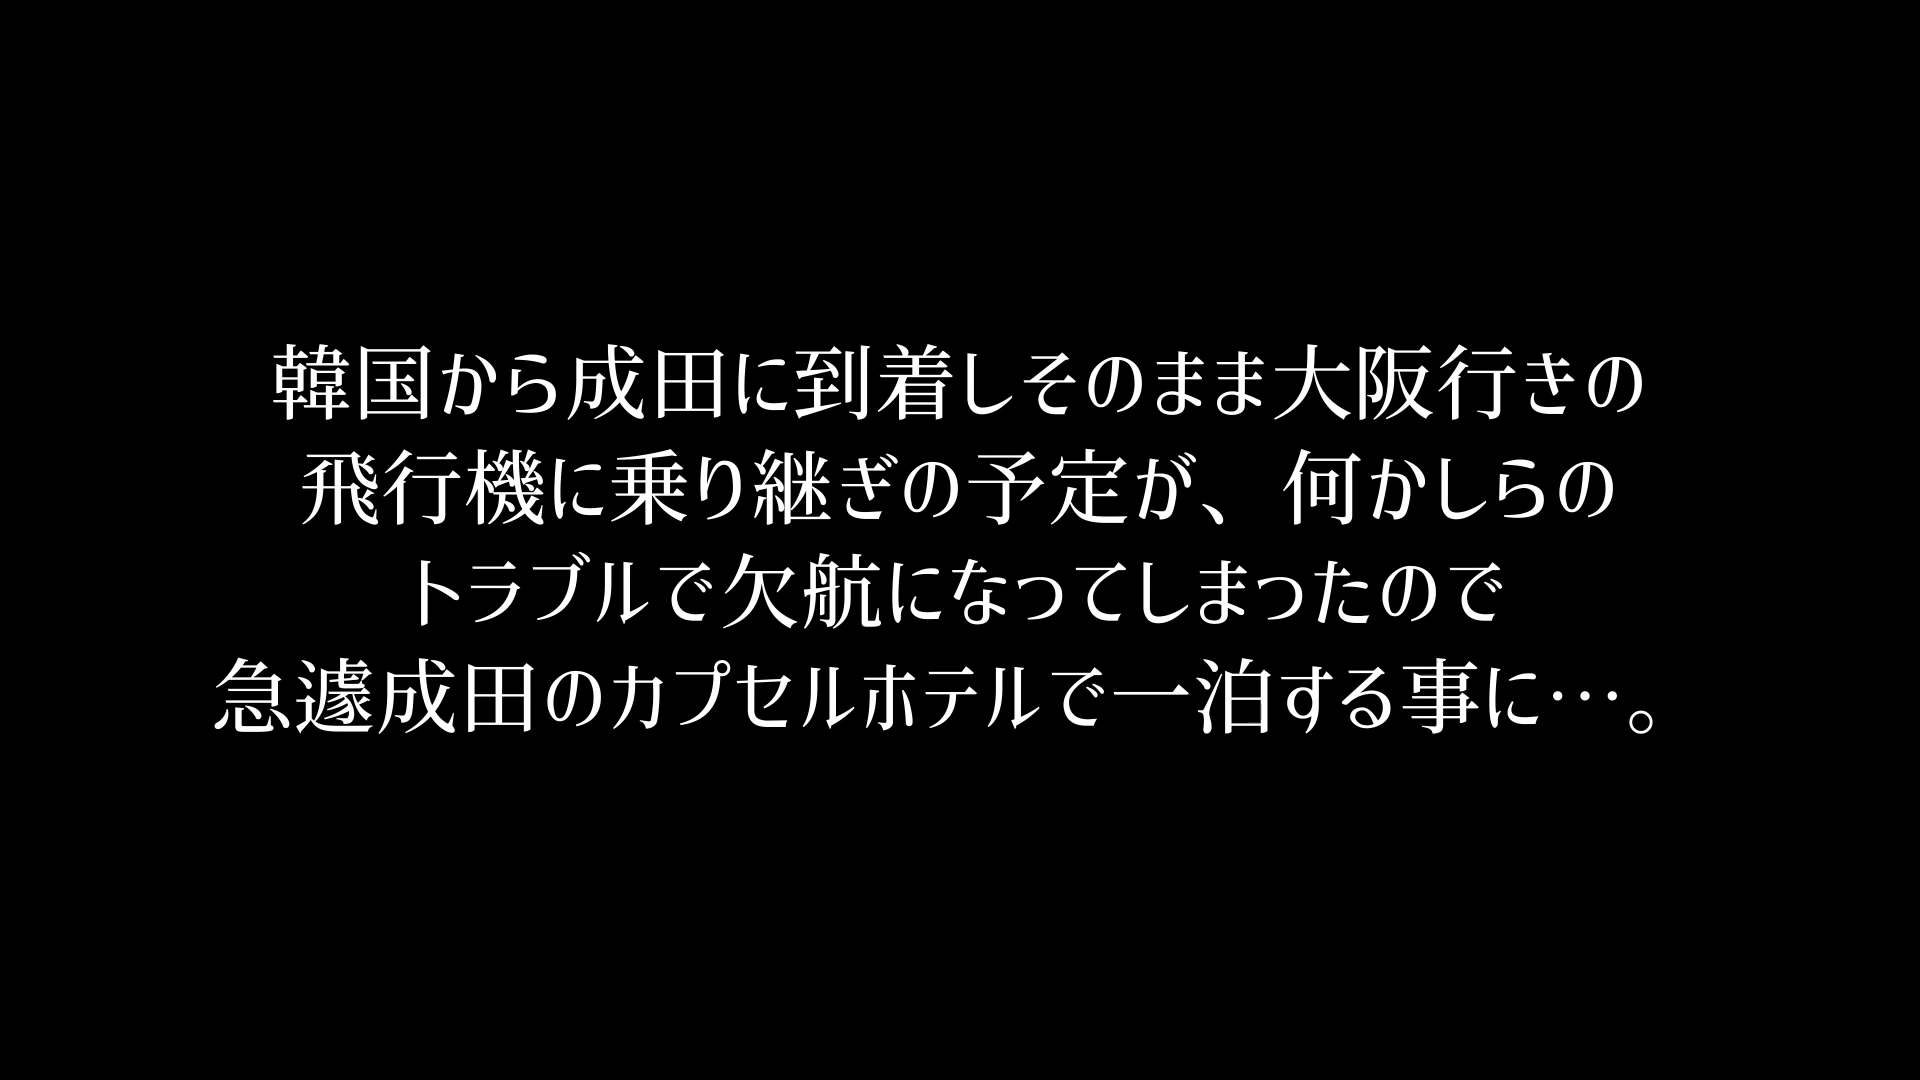 韓国から成田に到着しそのまま大阪行きの
飛行機に乗り継ぎの予定が、何かしらの
トラブルで欠航になってしまったので
急遽成田のカプセルホテルで一泊する事に…。